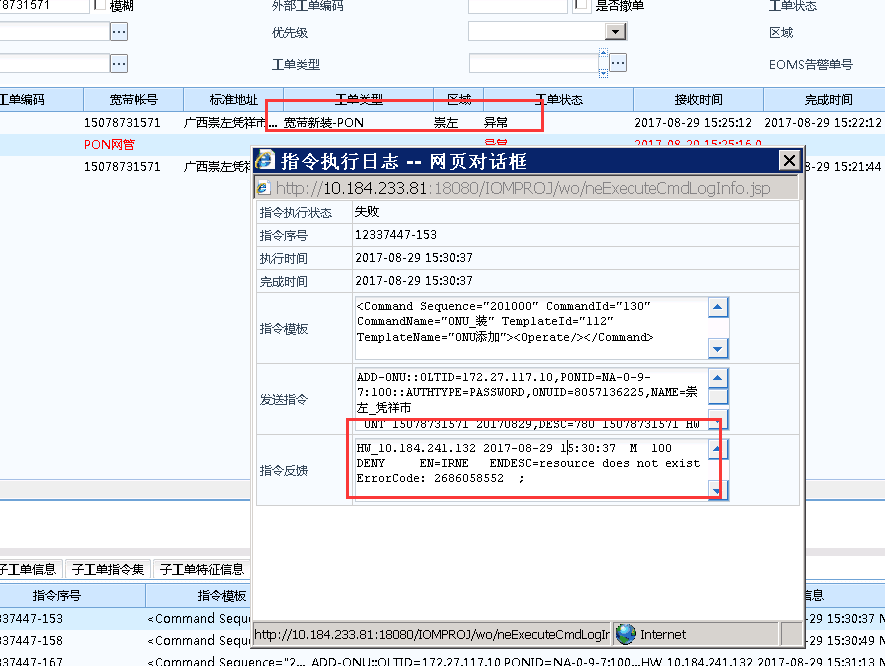 8731571
模糊
外部工单编码
是否撤单
工单状态
优先级
区域
工单类型
EOMS告警单号
工单编码 宽带帐号 标准地址 工单类型 区域 工单状态 接收时间 完成时间
15078731571 广西崇左凭祥市... 宽带新装-PON 崇左 异常 2017-08-29 15:25:12 2017-08-29 15:22:12
PON网管 异常 2017-08-29 15:25:16.0
15078731571 广西崇左凭祥 8-29 15:21:44
指令执行日志 -- 网页对话框
http://10.184.233.81:18080/IOMPROJ/wo/neExecuteCmdLogInfo.jsp
指令执行状态 失败
指令序号 12337447-153
执行时间 2017-08-29 15:30:37
完成时间 2017-08-29 15:30:37
指令模板
<Command Sequence="201000" CommandId="130"
CommandName="ONU_装" TemplateId="112"
TemplateName="ONU添加"><Operate/></Command>
发送指令
ADD-ONU::OLTID=172.27.117.10,PONID=NA-0-9-
7:100::AUTHTYPE=PASSWORD,ONUID=8057136225,NAME=崇
左_凭祥市
_ONT_15078731571_20170829,DESC=780_15078731571_HW
指令反馈
HW_10.184.241.132 2017-08-29 15:30:37 M 100
DENY EN=IRNE ENDESC=resource does not exist
ErrorCode: 2686058552 ;
子工单信息 子工单指令集 子工单特征信息
指令序号 指令模板 信息
337447-153 <Command Sequ 8-29 15:30:37 M
337447-158 <Command Sequ 8-29 15:30:49 M
337447-167 <Command Sequence="2... ADD-ONU::OLTID=172.27.117.10,PONID=NA-0-9-7:100... HW_10.184.241.132 2017-08-29 15:31:13 M
http://10.184.233.81:18080/IOMPROJ/wo/neExecuteCmdLogIr
Internet